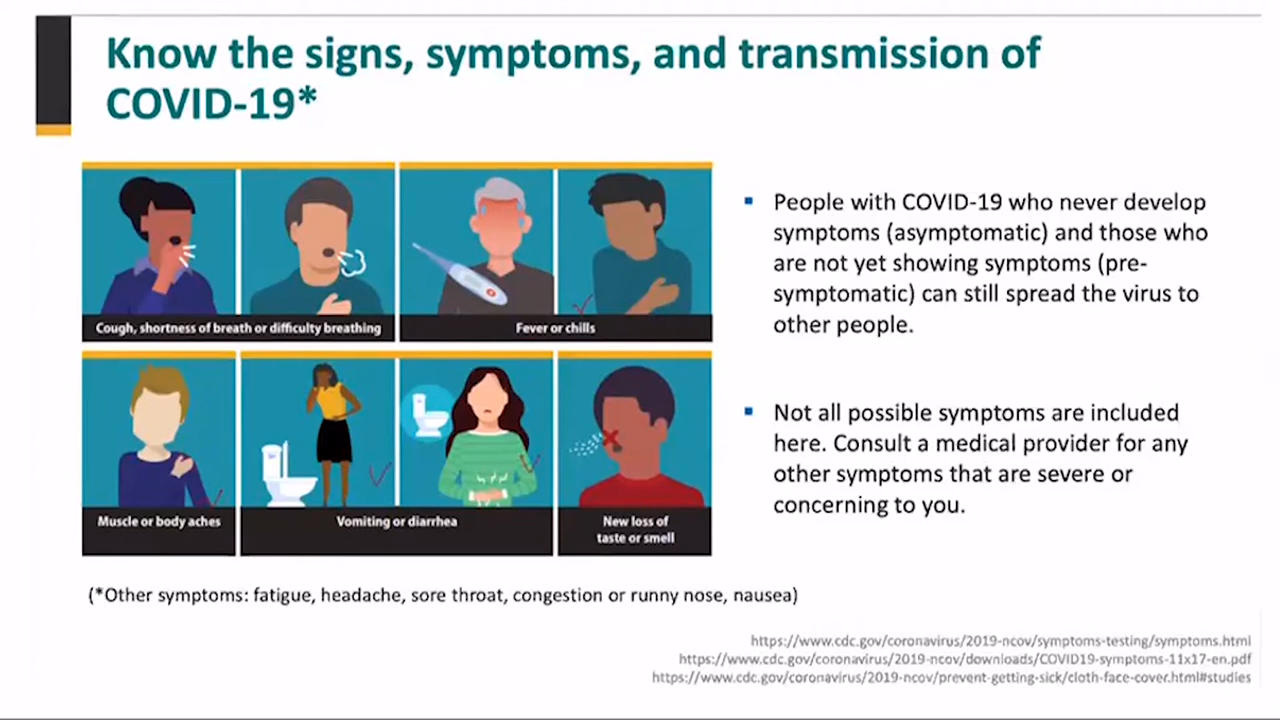 Know the signs, symptoms, and transmission of
COVID-19*
Cough, shortness of breath or difficulty breathing
Fever or chills
Muscle or body aches
Vomiting or diarrhea
New loss of
taste or smell
(*Other symptoms: fatigue, headache, sore throat, congestion or runny nose, nausea)
People with COVID-19 who never develop
symptoms (asymptomatic) and those who
are not yet showing symptoms (pre-
symptomatic) can still spread the virus to
other people.
Not all possible symptoms are included
here. Consult a medical provider for any
other symptoms that are severe or
concerning to you.
https://www.cdc.gov/coronavirus/2019-ncov/symptoms-testing/symptoms.html
https://www.cdc.gov/coronavirus/2019-ncov/downloads/COVID19-symptoms-11x17-en.pdf
https://www.cdc.gov/coronavirus/2019-ncov/prevent-getting-sick/cloth-face-cover.html#studies